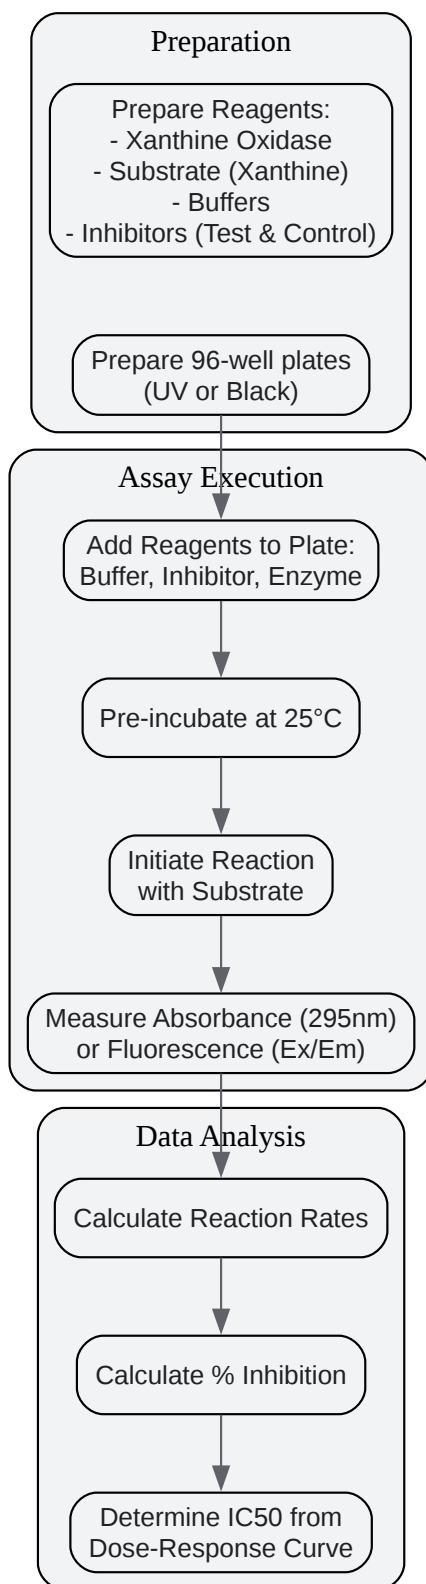 Preparation
Prepare Reagents:
- Xanthine Oxidase
- Substrate (Xanthine)
- Buffers
- Inhibitors (Test & Control)
Prepare 96-well plates
(UV or Black)
Assay Execution
Add Reagents to Plate:
Buffer, Inhibitor, Enzyme
Pre-incubate at 25°C
Initiate Reaction
with Substrate
Measure Absorbance (295nm)
or Fluorescence (Ex/Em)
Data Analysis
Calculate Reaction Rates
Calculate % Inhibition
Determine IC50 from
Dose-Response Curve